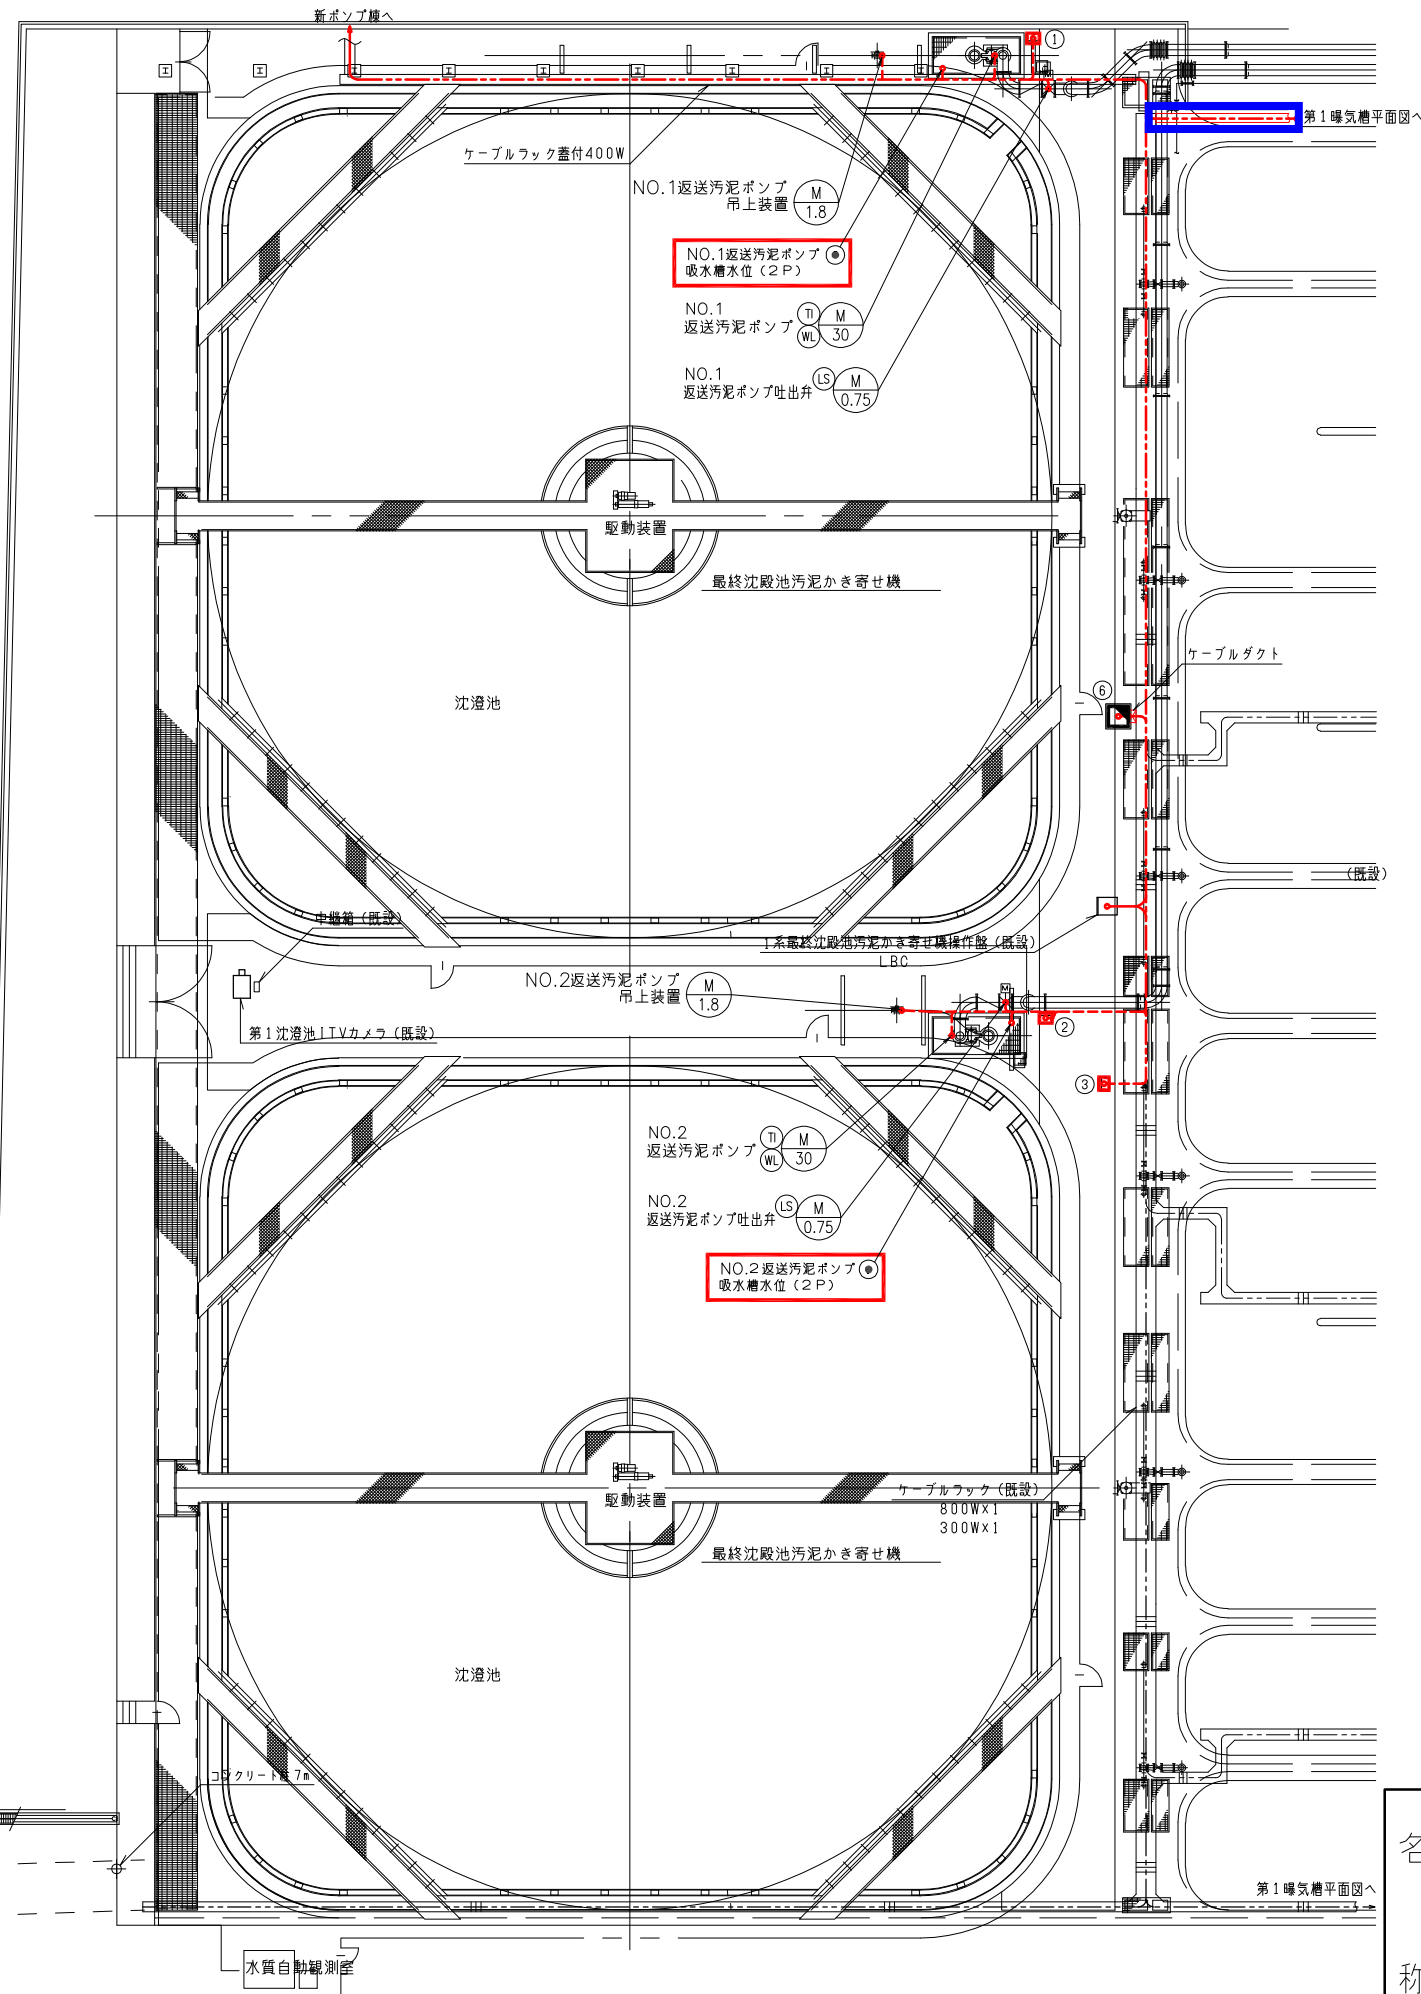 新ポンプ棟へ
①
第1曝気槽平面図へ
ケーブルラック蓋付400W
NO.1返送汚泥ポンプ
吊上装置
M
1.8
NO.1返送汚泥ポンプ
吸水槽水位(2P)
NO.1
返送汚泥ポンプ
TI
WL
M
30
NO.1
返送汚泥ポンプ吐出弁
LS
M
0.75
駆動装置
最終沈殿池汚泥かき寄せ機
ケーブルダクト
⑥
沈澄池
(既設)
中継箱(既設)
1系最終沈殿池汚泥かき寄せ機操作盤(既設)
LBC
NO.2返送汚泥ポンプ
吊上装置
M
1.8
M
第1沈澄池ITVカメラ(既設)
②
③
NO.2
返送汚泥ポンプ
TI
WL
M
30
NO.2
返送汚泥ポンプ吐出弁
LS
M
0.75
NO.2返送汚泥ポンプ
吸水槽水位(2P)
駆動装置
ケーブルラック(既設)
800W×1
300W×1
最終沈殿池汚泥かき寄せ機
沈澄池
名
第1曝気槽平面図へ
水質自動観測室
称